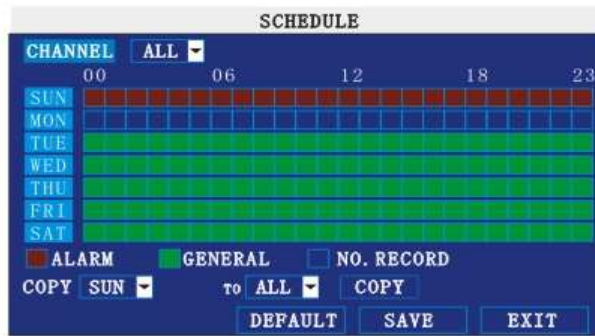 SCHEDULE
CHANNEL ALL
00 06 12 18 23
SUN
MON
TUE
WED
THU
FRI
SAT
ALARM GENERAL NO. RECORD
COPY SUN TO ALL COPY
DEFAULT SAVE EXIT